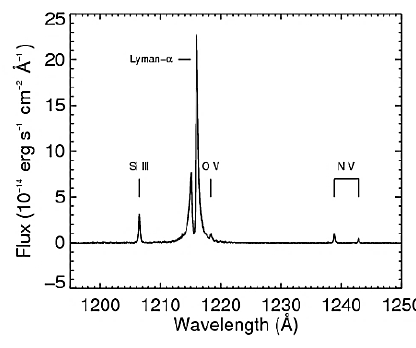 25
20
Lyman-α
15
10
Si III
O V
N V
5
0
-5
1200
1210
1220
1230
1240
1250
Wavelength (Å)
Flux (10⁻¹⁴ erg s⁻¹ cm⁻² Å⁻¹)